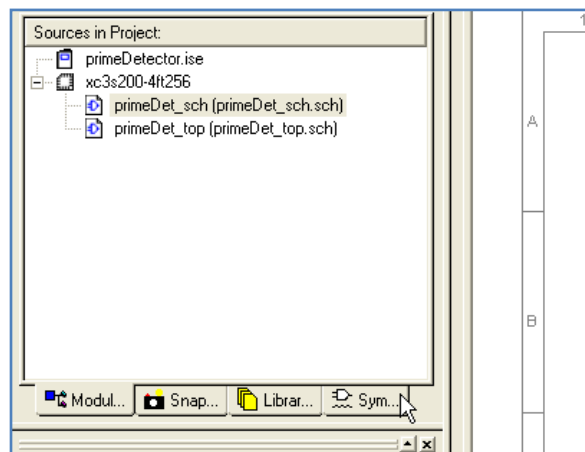 Sources in Project:
primeDetector.ise
xc3s200-4ft256
primeDet_sch (primeDet_sch.sch)
primeDet_top (primeDet_top.sch)
Modul... Snap... Librar... Sym...
1
A
B